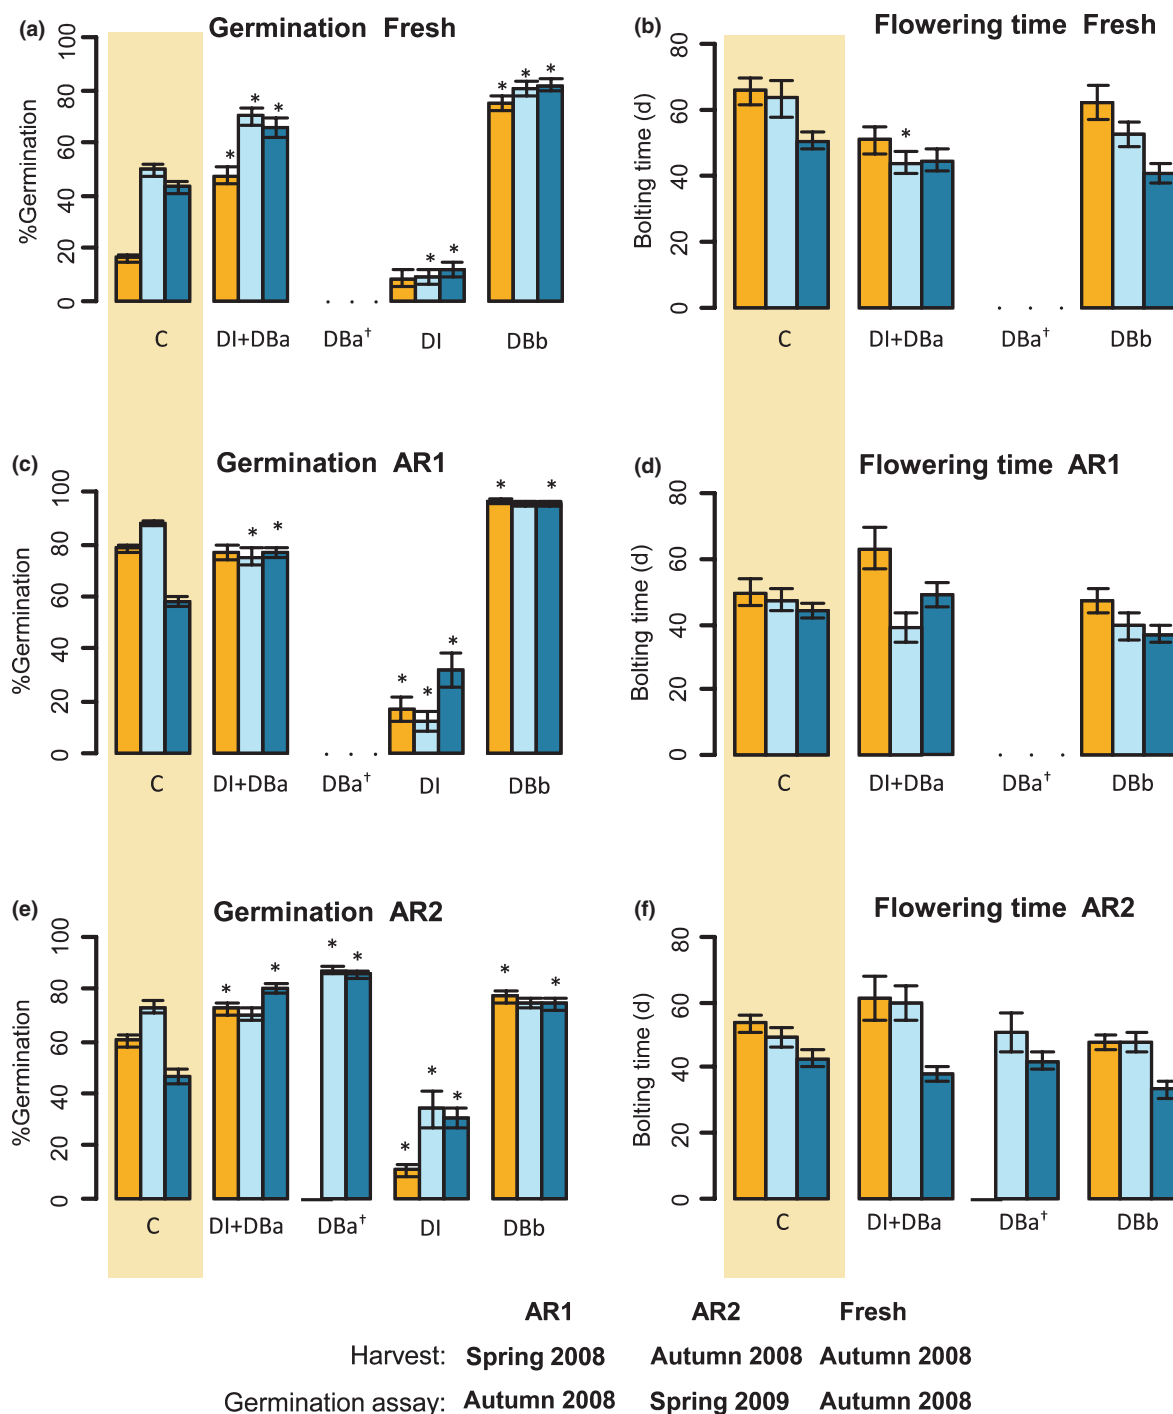 (a) Germination Fresh
%Germination
0 20 40 60 80 100
* * * * * * * *
C DI+DBa DBa† DI DBb
(b) Flowering time Fresh
Bolting time (d)
0 20 40 60 80
*
C DI+DBa DBa† DBb
(c) Germination AR1
%Germination
0 20 40 60 80 100
* * * * * * *
C DI+DBa DBa† DI DBb
(d) Flowering time AR1
Bolting time (d)
0 20 40 60 80
C DI+DBa DBa† DBb
(e) Germination AR2
%Germination
0 20 40 60 80 100
* * * * * * * * *
C DI+DBa DBa† DI DBb
(f) Flowering time AR2
Bolting time (d)
0 20 40 60 80
C DI+DBa DBa† DBb
AR1 AR2 Fresh
Harvest: Spring 2008 Autumn 2008 Autumn 2008
Germination assay: Autumn 2008 Spring 2009 Autumn 2008